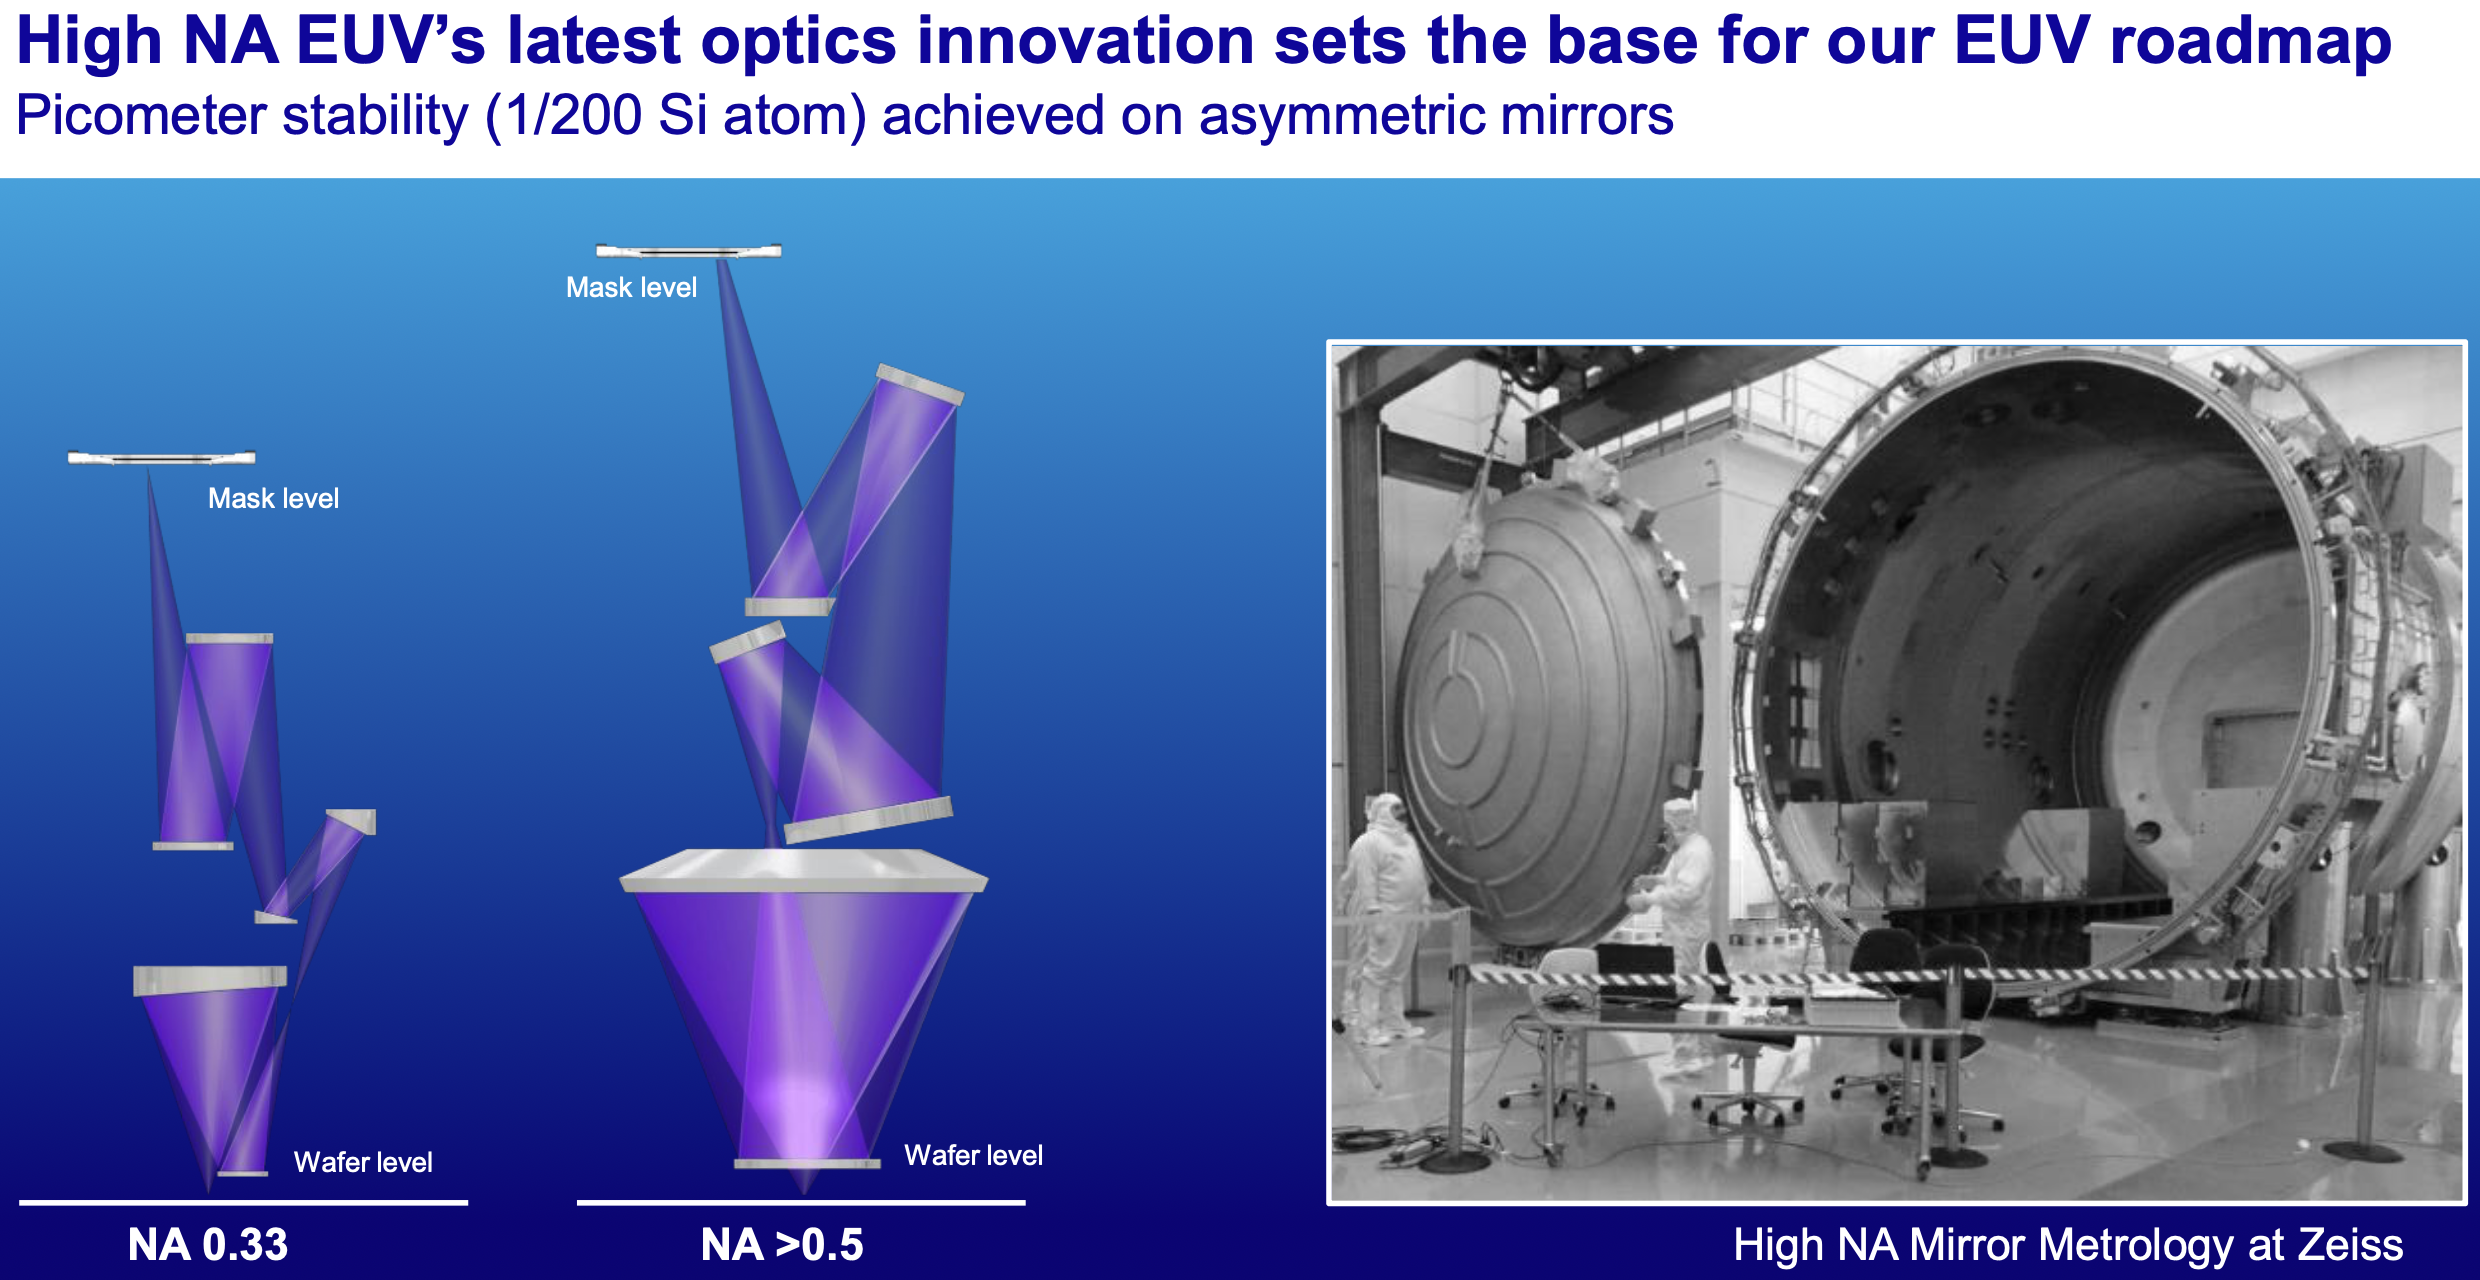 High NA EUV’s latest optics innovation sets the base for our EUV roadmap
Picometer stability (1/200 Si atom) achieved on asymmetric mirrors
Mask level
Mask level
Wafer level
Wafer level
NA 0.33
NA >0.5
High NA Mirror Metrology at Zeiss